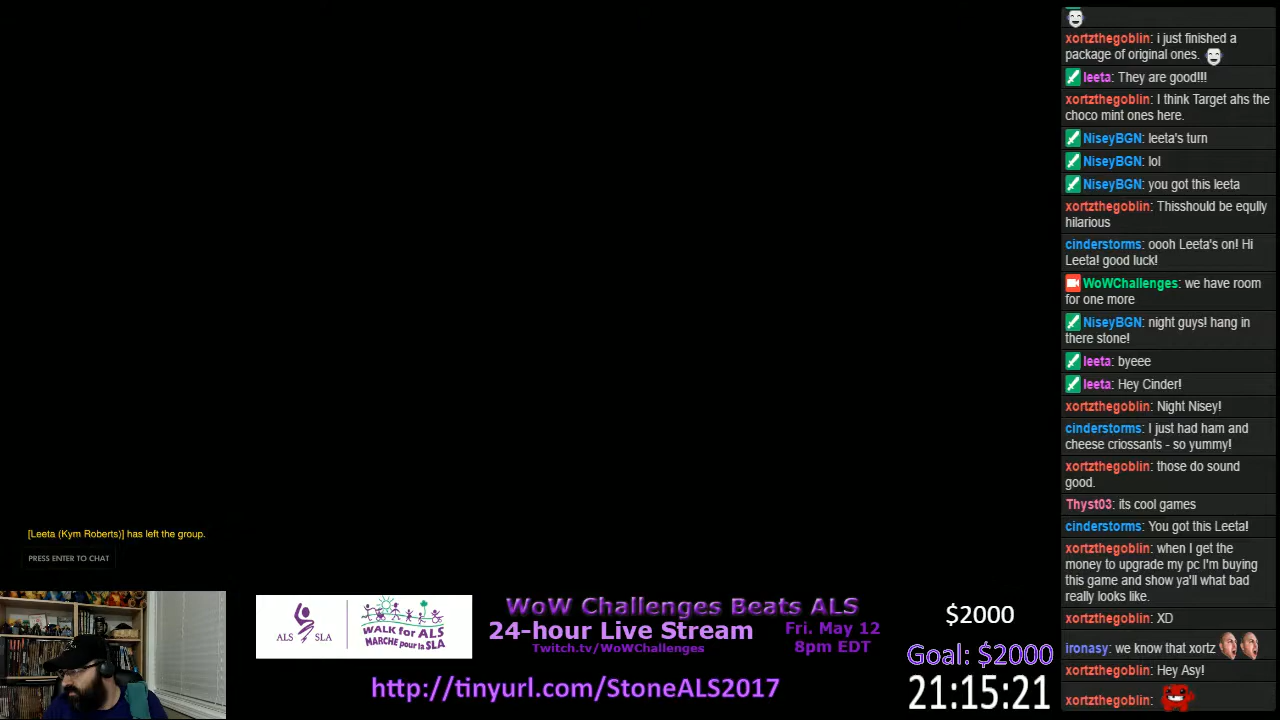 xortzthegoblin: i just finished a
package of original ones.
leeta: They are good!!!
xortzthegoblin: I think Target ahs the
choco mint ones here.
NiseyBGN: leeta's turn
NiseyBGN: lol
NiseyBGN: you got this leeta
xortzthegoblin: Thisshould be eqully
hilarious
cinderstorms: oooh Leeta's on! Hi
Leeta! good luck!
WoWChallenges: we have room
for one more
NiseyBGN: night guys! hang in
there stone!
leeta: byeee
leeta: Hey Cinder!
xortzthegoblin: Night Nisey!
cinderstorms: I just had ham and
cheese criossants - so yummy!
xortzthegoblin: those do sound
good.
Thyst03: its cool games
cinderstorms: You got this Leeta!
xortzthegoblin: when I get the
money to upgrade my pc I'm buying
this game and show ya'll what bad
really looks like.
xortzthegoblin: XD
ironasy: we know that xortz
xortzthegoblin: Hey Asy!
xortzthegoblin:
[Leeta (Kym Roberts)] has left the group.
PRESS ENTER TO CHAT
ALS SLA
WALK for ALS
MARCHE pour la SLA
WoW Challenges Beats ALS
24-hour Live Stream
Twitch.tv/WoWChallenges
Fri. May 12
8pm EDT
http://tinyurl.com/StoneALS2017
$2000
Goal: $2000
21:15:21